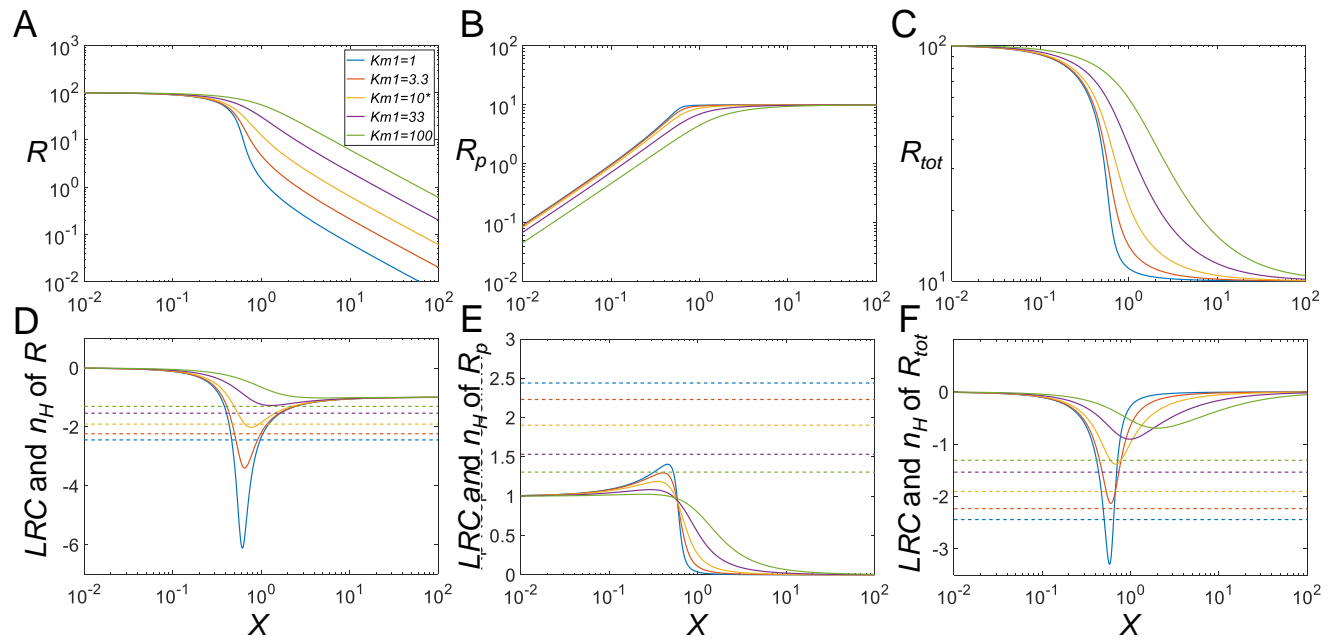 A
B
C
10^3
10^2
10^1
10^0
10^-1
10^-2
R
Km1=1
Km1=3.3
Km1=10*
Km1=33
Km1=100
10^-2
10^-1
10^0
10^1
10^2
10^2
10^1
10^0
10^-1
10^-2
R_p
10^-2
10^-1
10^0
10^1
10^2
10^2
10^1
R_tot
10^-2
10^-1
10^0
10^1
10^2
D
E
F
LRC and n_H of R
0
-2
-4
-6
10^-2
10^-1
10^0
10^1
10^2
X
LRC and n_H of R_p
3
2.5
2
1.5
1
0.5
0
10^-2
10^-1
10^0
10^1
10^2
X
LRC and n_H of R_tot
0
-1
-2
-3
10^-2
10^-1
10^0
10^1
10^2
X